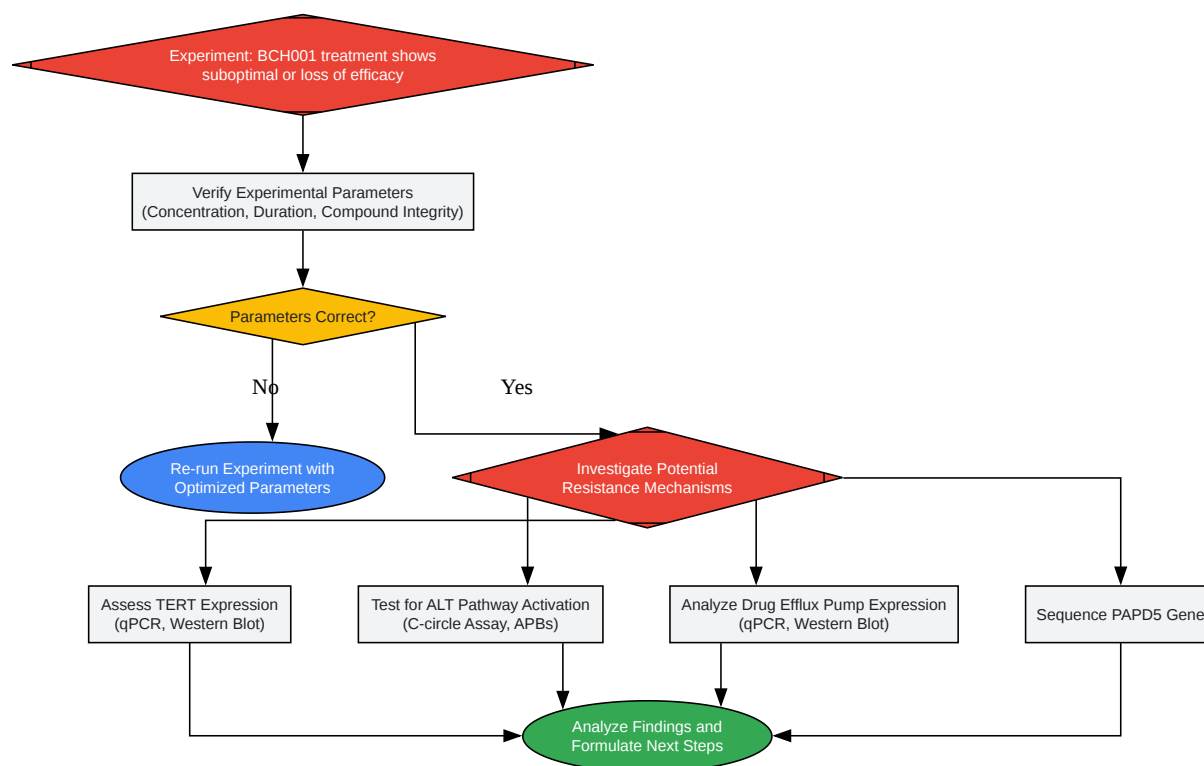 Experiment: BCH001 treatment shows
suboptimal or loss of efficacy
Verify Experimental Parameters
(Concentration, Duration, Compound Integrity)
Parameters Correct?
No
Yes
Re-run Experiment with
Optimized Parameters
Investigate Potential
Resistance Mechanisms
Assess TERT Expression
(qPCR, Western Blot)
Test for ALT Pathway Activation
(C-circle Assay, APBs)
Analyze Drug Efflux Pump Expression
(qPCR, Western Blot)
Sequence PAPD5 Gene
Analyze Findings and
Formulate Next Steps